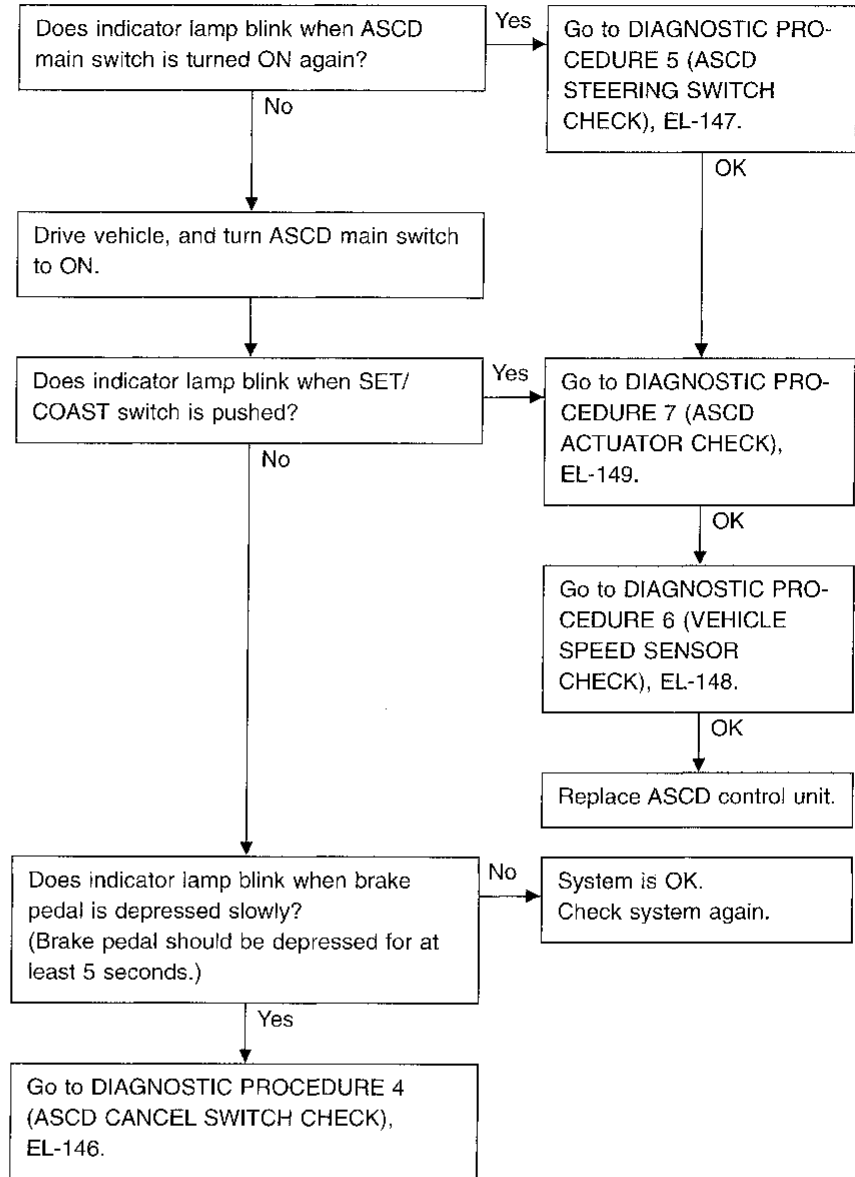 Does indicator lamp blink when ASCD
main switch is turned ON again?
Yes
Go to DIAGNOSTIC PRO-
CEDURE 5 (ASCD
STEERING SWITCH
CHECK), EL-147.
No
OK
Drive vehicle, and turn ASCD main switch
to ON.
Does indicator lamp blink when SET/
COAST switch is pushed?
Yes
Go to DIAGNOSTIC PRO-
CEDURE 7 (ASCD
ACTUATOR CHECK),
EL-149.
No
OK
Go to DIAGNOSTIC PRO-
CEDURE 6 (VEHICLE
SPEED SENSOR
CHECK), EL-148.
OK
Replace ASCD control unit.
Does indicator lamp blink when brake
pedal is depressed slowly?
(Brake pedal should be depressed for at
least 5 seconds.)
No
System is OK.
Check system again.
Yes
Go to DIAGNOSTIC PROCEDURE 4
(ASCD CANCEL SWITCH CHECK),
EL-146.